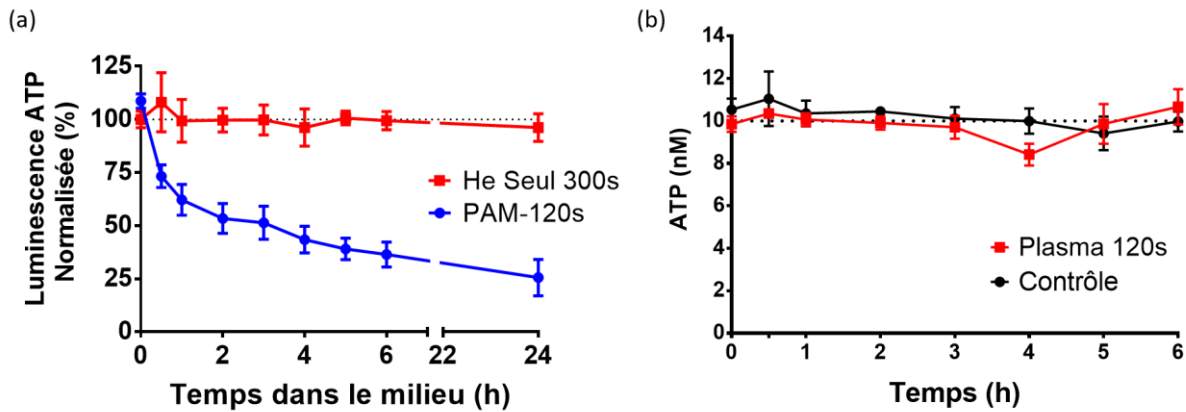 (a)
Luminescence ATP
Normalisée (%)
125
100
75
50
25
0
He Seul 300s
PAM-120s
0
2
4
6
22
24
Temps dans le milieu (h)
(b)
ATP (nM)
14
12
10
8
6
4
2
0
Plasma 120s
Contrôle
0
1
2
3
4
5
6
Temps (h)